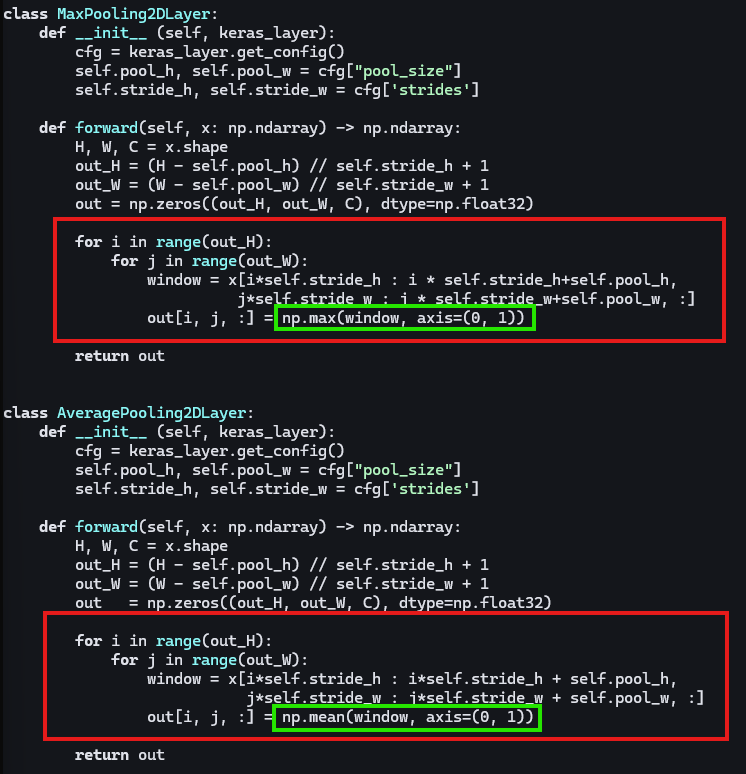 class MaxPooling2DLayer:
    def __init__ (self, keras_layer):
        cfg = keras_layer.get_config()
        self.pool_h, self.pool_w = cfg["pool_size"]
        self.stride_h, self.stride_w = cfg['strides']

    def forward(self, x: np.ndarray) -> np.ndarray:
        H, W, C = x.shape
        out_H = (H - self.pool_h) // self.stride_h + 1
        out_W = (W - self.pool_w) // self.stride_w + 1
        out = np.zeros((out_H, out_W, C), dtype=np.float32)

        for i in range(out_H):
            for j in range(out_W):
                window = x[i*self.stride_h : i * self.stride_h+self.pool_h,
                          j*self.stride_w : j * self.stride_w+self.pool_w, :]
                out[i, j, :] = np.max(window, axis=(0, 1))

        return out

class AveragePooling2DLayer:
    def __init__ (self, keras_layer):
        cfg = keras_layer.get_config()
        self.pool_h, self.pool_w = cfg["pool_size"]
        self.stride_h, self.stride_w = cfg['strides']

    def forward(self, x: np.ndarray) -> np.ndarray:
        H, W, C = x.shape
        out_H = (H - self.pool_h) // self.stride_h + 1
        out_W = (W - self.pool_w) // self.stride_w + 1
        out   = np.zeros((out_H, out_W, C), dtype=np.float32)

        for i in range(out_H):
            for j in range(out_W):
                window = x[i*self.stride_h : i*self.stride_h + self.pool_h,
                           j*self.stride_w : j*self.stride_w + self.pool_w, :]
                out[i, j, :] = np.mean(window, axis=(0, 1))

        return out